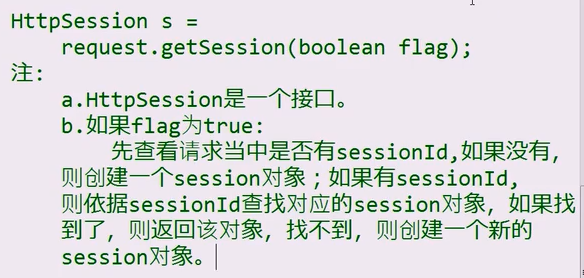 HttpSession s =
request.getSession(boolean flag);
注:
a.HttpSession是一个接口。
b.如果flag为true:
先查看请求当中是否有sessionId,如果没有,
则创建一个session对象；如果有sessionId,
则依据sessionId查找对应的session对象，如果找
到了，则返回该对象，找不到，则创建一个新的
session对象。